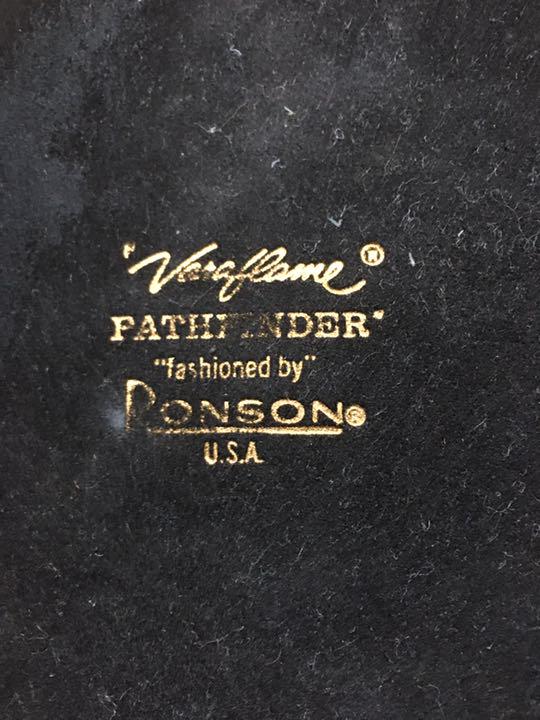 Varaflame®
PATHFINDER
"fashioned by"
RONSON®
U.S.A.